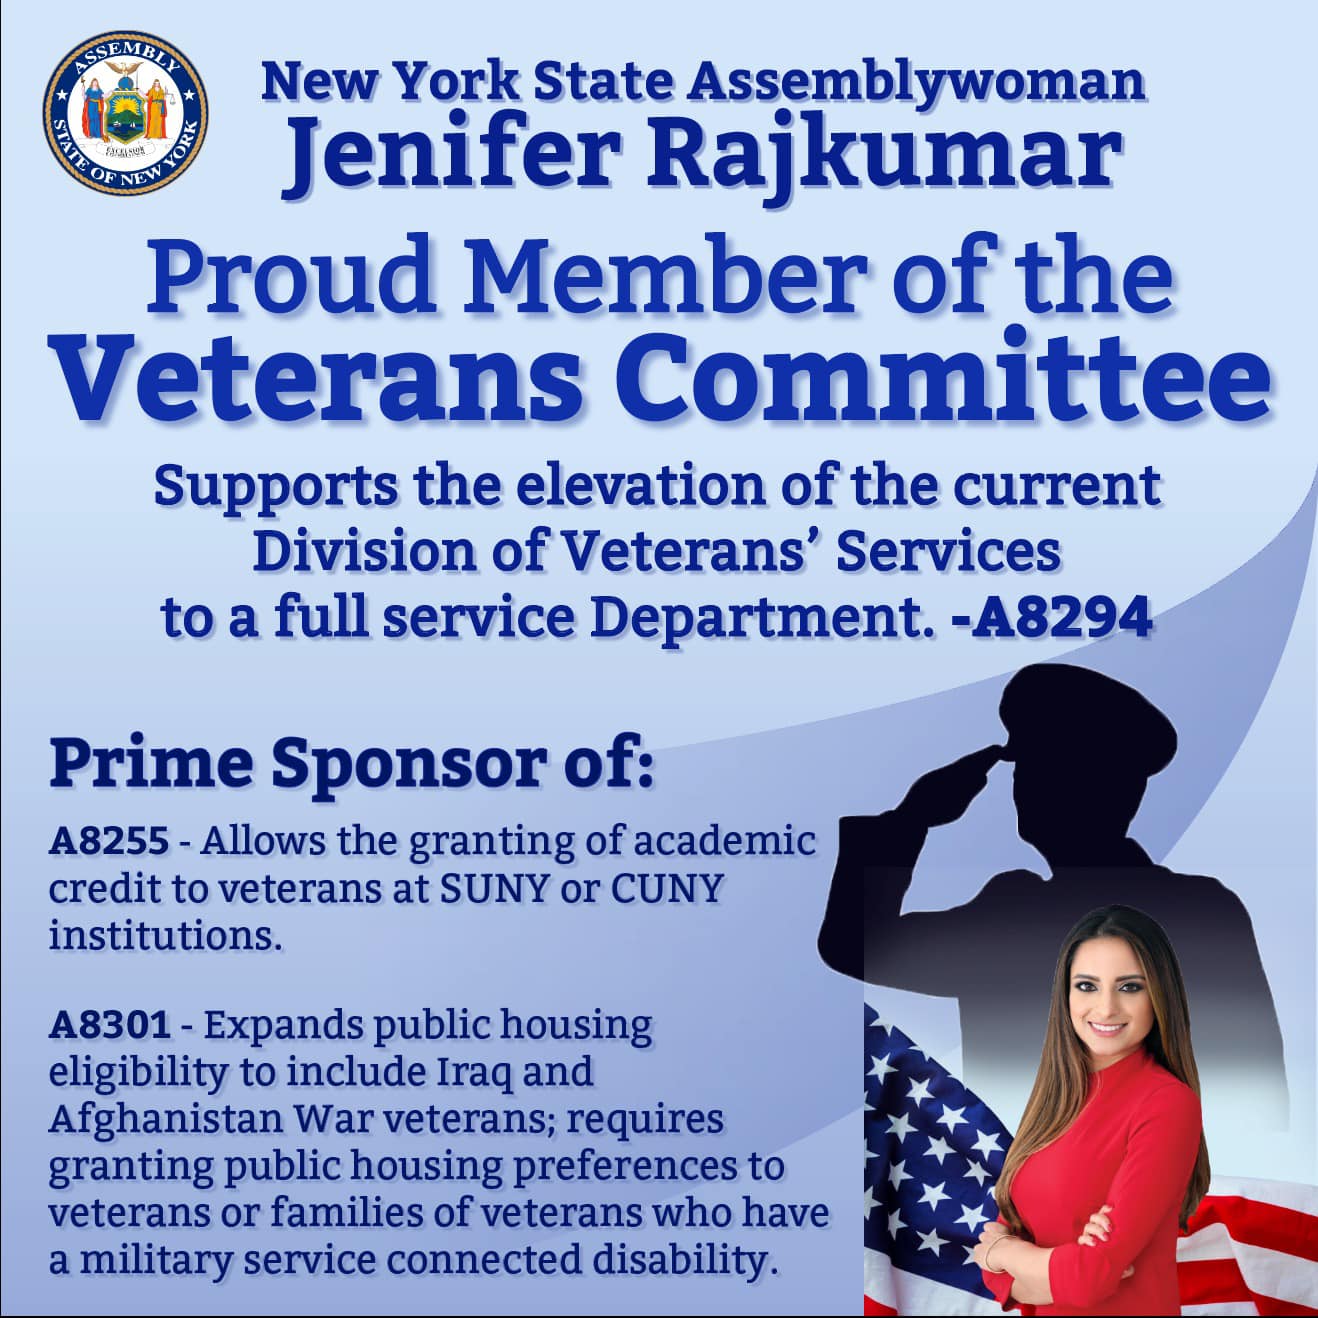 ASSEMBLY
STATE OF NEW YORK
EXCELSIOR
New York State Assemblywoman
Jenifer Rajkumar
Proud Member of the
Veterans Committee
Supports the elevation of the current
Division of Veterans’ Services
to a full service Department. -A8294
Prime Sponsor of:
A8255 - Allows the granting of academic
credit to veterans at SUNY or CUNY
institutions.
A8301 - Expands public housing
eligibility to include Iraq and
Afghanistan War veterans; requires
granting public housing preferences to
veterans or families of veterans who have
a military service connected disability.